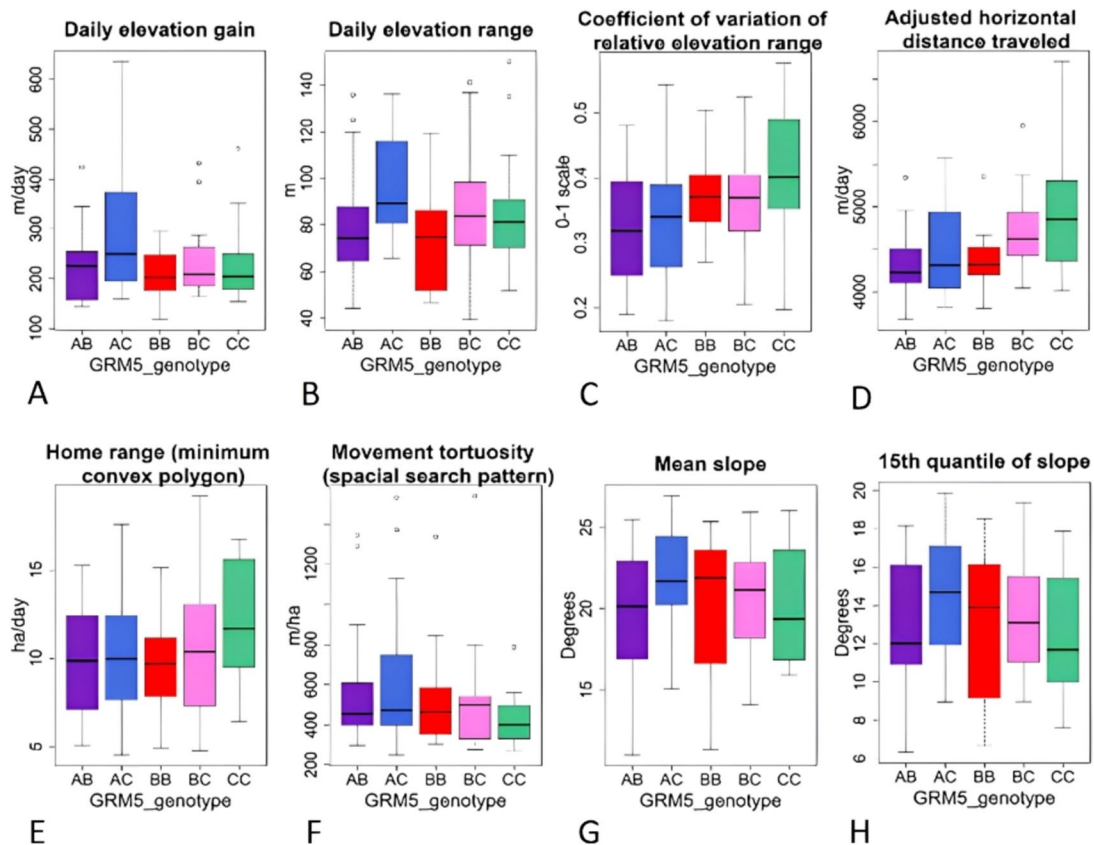 Daily elevation gain
600
500
400
300
200
100
m/day
AB AC BB BC CC
GRM5_genotype
A
Daily elevation range
140
120
100
80
60
40
m
AB AC BB BC CC
GRM5_genotype
B
Coefficient of variation of
relative elevation range
0.5
0.4
0.3
0.2
0-1 scale
AB AC BB BC CC
GRM5_genotype
C
Adjusted horizontal
distance traveled
6000
5000
4000
m/day
AB AC BB BC CC
GRM5_genotype
D
Home range (minimum
convex polygon)
15
10
5
ha/day
AB AC BB BC CC
GRM5_genotype
E
Movement tortuosity
(spacial search pattern)
1200
800
600
400
200
m/ha
AB AC BB BC CC
GRM5_genotype
F
Mean slope
25
20
15
Degrees
AB AC BB BC CC
GRM5_genotype
G
15th quantile of slope
20
18
16
14
12
10
8
6
Degrees
AB AC BB BC CC
GRM5_genotype
H